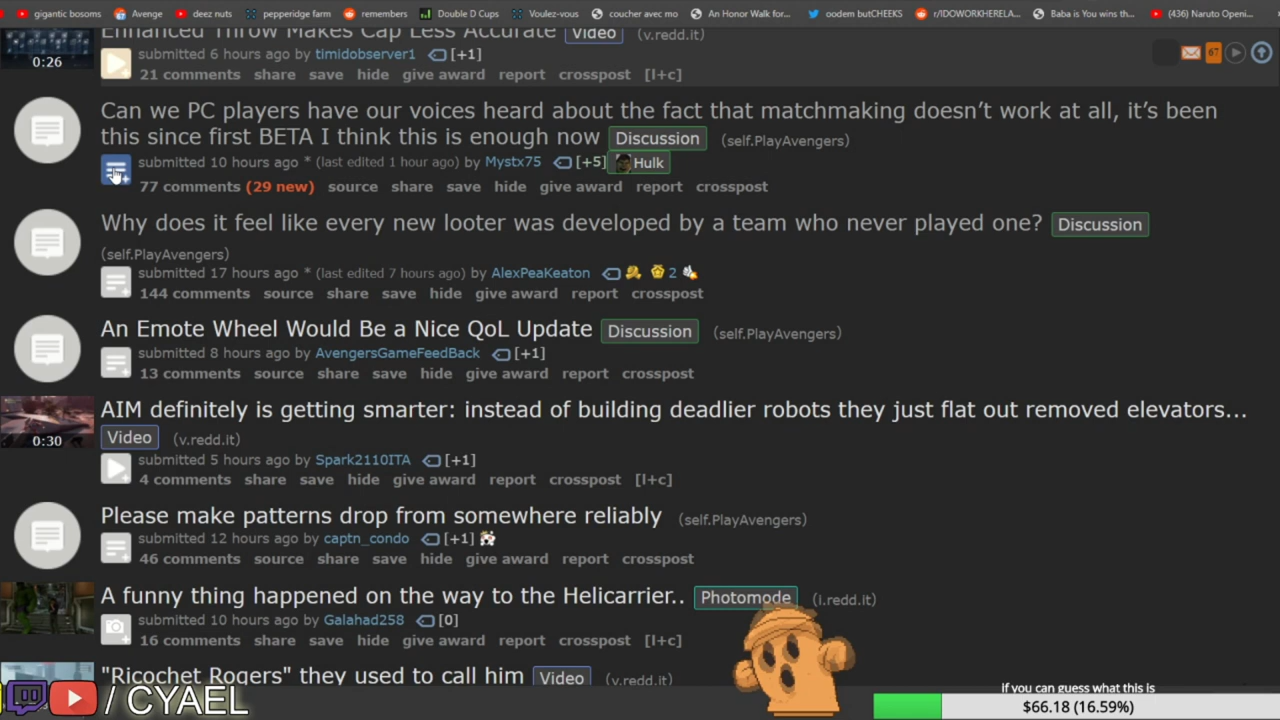 gigantic bosoms Avenge deez nuts pepperidge farm remembers Double D Cups Voulez-vous coucher avec mo An Honor Walk for... oodem butCHEEKS r/IDOWORKHERELA... Baba is You wins th... (436) Naruto Openi...
Enhanced Throw Makes Cap Less Accurate Video (v.redd.it)
0:26
submitted 6 hours ago by timidobserver1 [+1]
67
21 comments share save hide give award report crosspost [l+c]
Can we PC players have our voices heard about the fact that matchmaking doesn’t work at all, it’s been
this since first BETA I think this is enough now Discussion (self.PlayAvengers)
submitted 10 hours ago * (last edited 1 hour ago) by Mystx75 [+5] Hulk
77 comments (29 new) source share save hide give award report crosspost
Why does it feel like every new looter was developed by a team who never played one? Discussion
(self.PlayAvengers)
submitted 17 hours ago * (last edited 7 hours ago) by AlexPeaKeaton 2
144 comments source share save hide give award report crosspost
An Emote Wheel Would Be a Nice QoL Update Discussion (self.PlayAvengers)
submitted 8 hours ago by AvengersGameFeedBack [+1]
13 comments source share save hide give award report crosspost
AIM definitely is getting smarter: instead of building deadlier robots they just flat out removed elevators...
0:30
Video (v.redd.it)
submitted 5 hours ago by Spark2110ITA [+1]
4 comments share save hide give award report crosspost [l+c]
Please make patterns drop from somewhere reliably (self.PlayAvengers)
submitted 12 hours ago by captn_condo [+1]
46 comments source share save hide give award report crosspost
A funny thing happened on the way to the Helicarrier.. Photomode (i.redd.it)
submitted 10 hours ago by Galahad258 [0]
16 comments share save hide give award report crosspost [l+c]
"Ricochet Rogers" they used to call him Video (v.redd.it)
/ CYAEL
if you can guess what this is
$66.18 (16.59%)